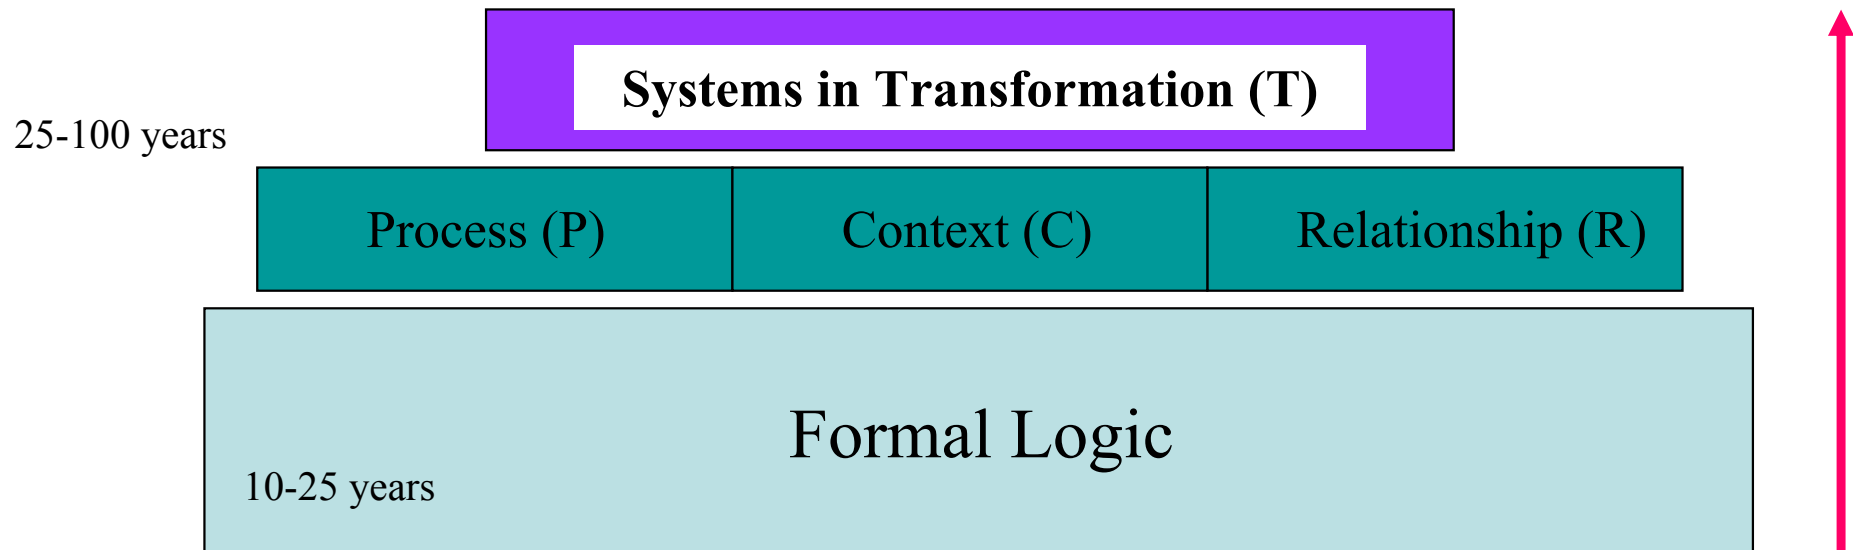 Systems in Transformation (T)
25-100 years
Process (P)
Context (C)
Relationship (R)
Formal Logic
10-25 years